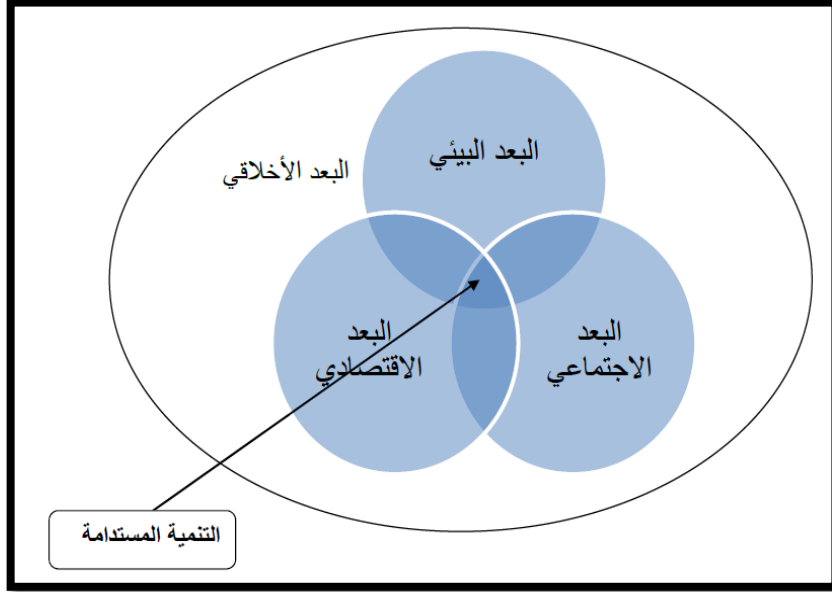 البعد البيئي
البعد الأخلاقي
البعد
الاجتماعي
البعد
الاقتصادي
التنمية المستدامة